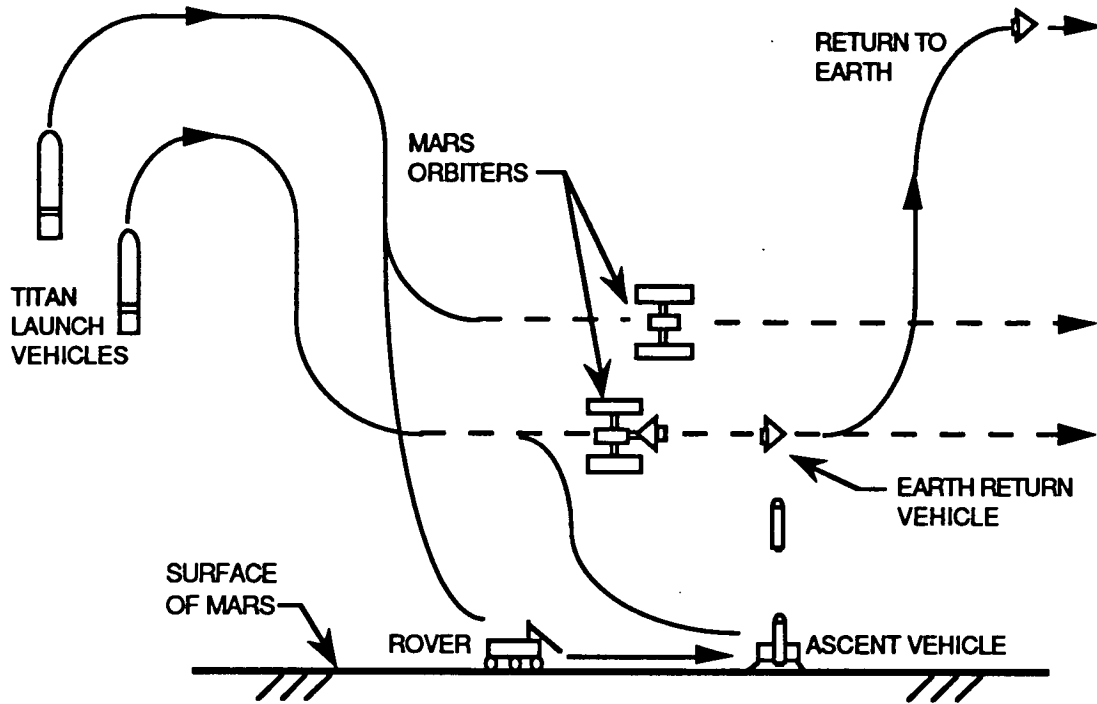 RETURN TO
EARTH
MARS
ORBITERS
TITAN
LAUNCH
VEHICLES
EARTH RETURN
VEHICLE
SURFACE
OF MARS
ROVER
ASCENT VEHICLE